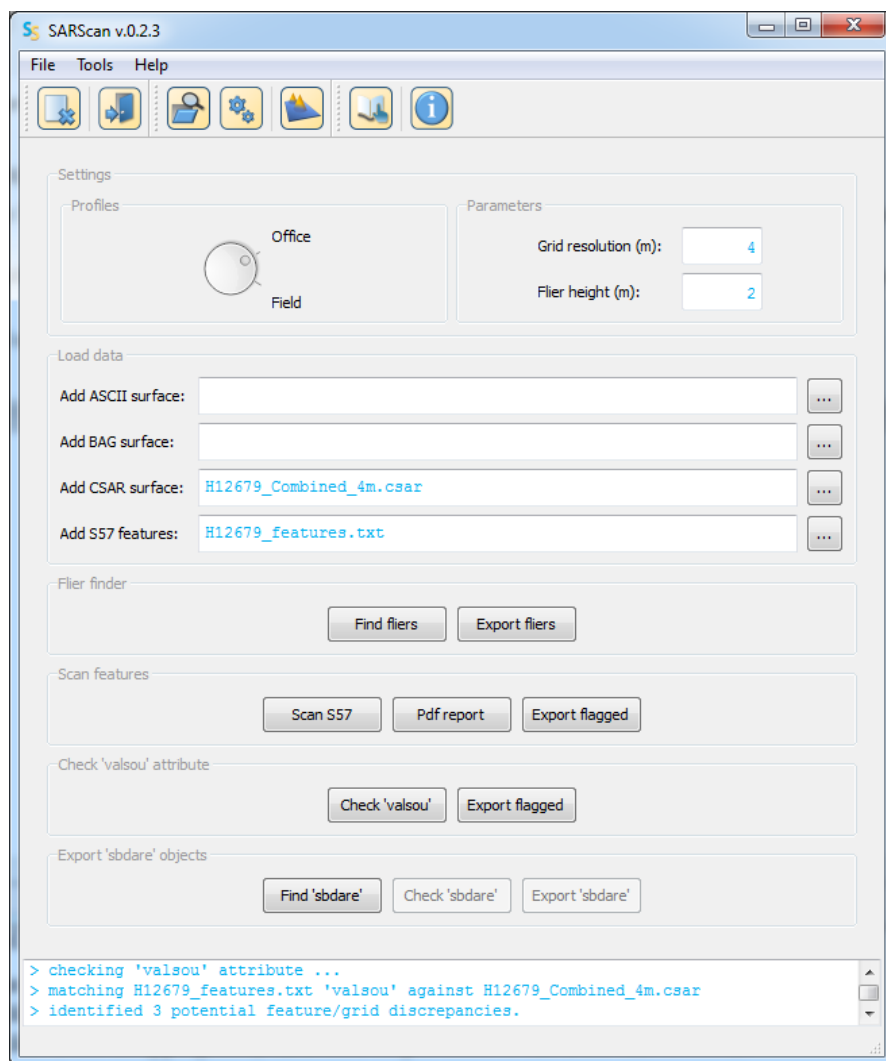 SARScan v.0.2.3
File Tools Help
Settings
Profiles
Office
Field
Parameters
Grid resolution (m): 4
Flier height (m): 2
Load data
Add ASCII surface: ...
Add BAG surface: ...
Add CSAR surface: H12679_Combined_4m.csar ...
Add S57 features: H12679_features.txt ...
Flier finder
Find fliers Export fliers
Scan features
Scan S57 Pdf report Export flagged
Check 'valsou' attribute
Check 'valsou' Export flagged
Export 'sbdare' objects
Find 'sbdare' Check 'sbdare' Export 'sbdare'
> checking 'valsou' attribute ...
> matching H12679_features.txt 'valsou' against H12679_Combined_4m.csar
> identified 3 potential feature/grid discrepancies.